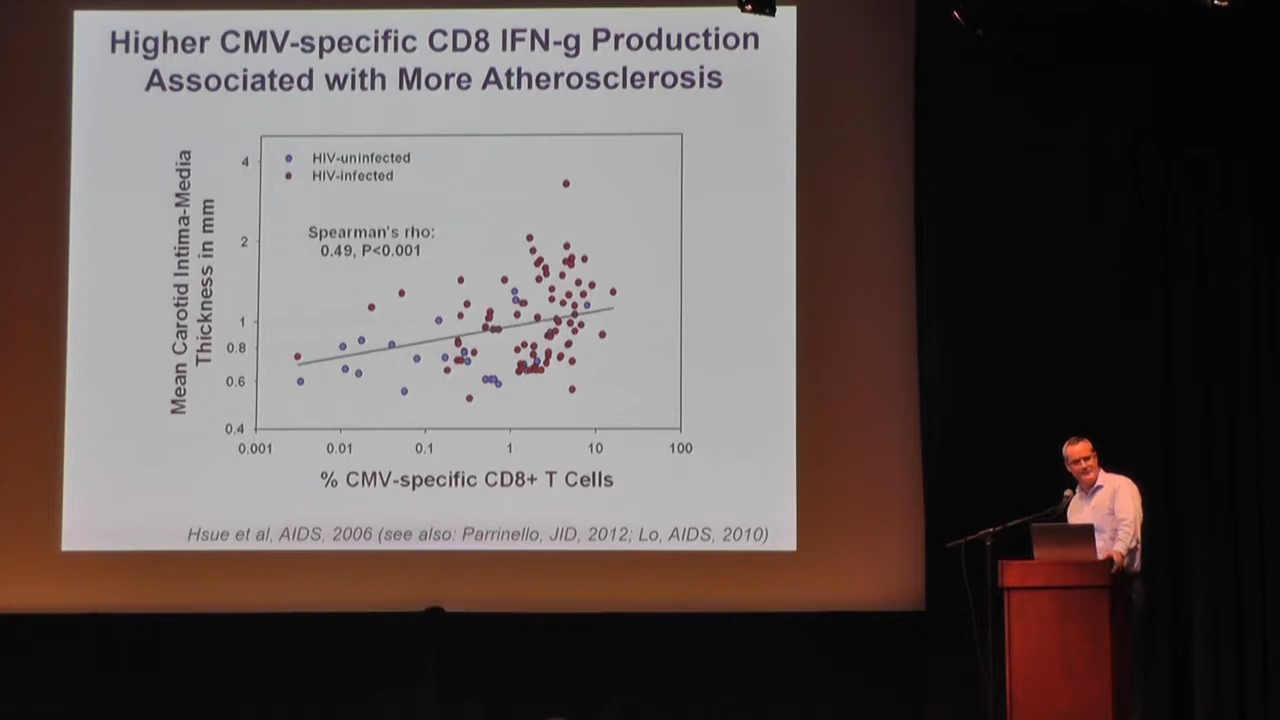 Higher CMV-specific CD8 IFN-g Production
Associated with More Atherosclerosis
Mean Carotid Intima-Media
Thickness in mm
HIV-uninfected
HIV-infected
Spearman's rho:
0.49, P<0.001
4
2
1
0.8
0.6
0.4
0.001 0.01 0.1 1 10 100
% CMV-specific CD8+ T Cells
Hsue et al, AIDS, 2006 (see also: Parrinello, JID, 2012; Lo, AIDS, 2010)